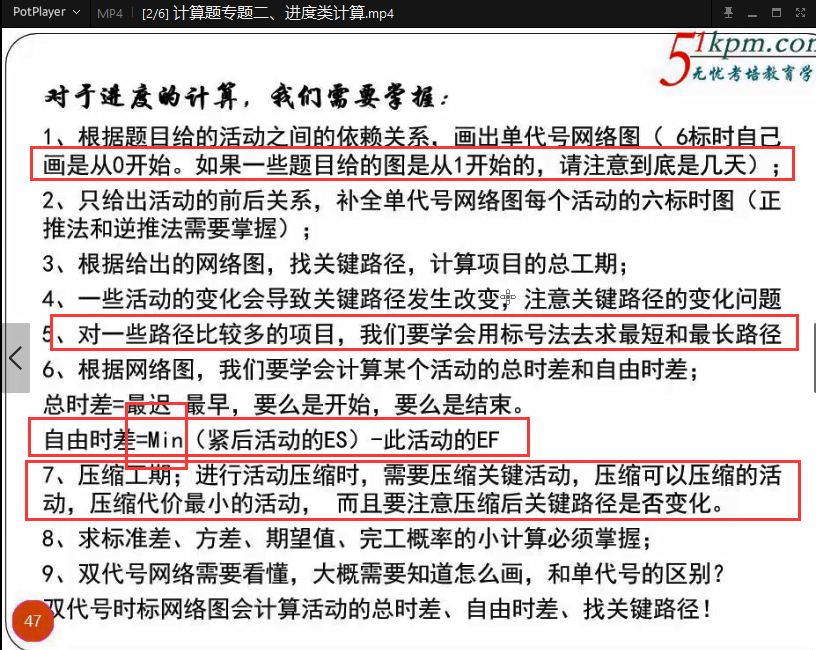 PotPlayer MP4 [2/6] 计算题专题二、进度类计算.mp4
51kpm.com
无忧考培教育学
对于进度的计算，我们需要掌握：
1、根据题目给的活动之间的依赖关系，画出单代号网络图（ 6标时自己
画是从0开始。如果一些题目给的图是从1开始的，请注意到底是几天）；
2、只给出活动的前后关系，补全单代号网络图每个活动的六标时图（正
推法和逆推法需要掌握）；
3、根据给出的网络图，找关键路径，计算项目的总工期；
4、一些活动的变化会导致关键路径发生改变，注意关键路径的变化问题
5、对一些路径比较多的项目，我们要学会用标号法去求最短和最长路径
6、根据网络图，我们要学会计算某个活动的总时差和自由时差；
总时差=最迟-最早，要么是开始，要么是结束。
自由时差=Min（紧后活动的ES）-此活动的EF
7、压缩工期；进行活动压缩时，需要压缩关键活动，压缩可以压缩的活
动，压缩代价最小的活动， 而且要注意压缩后关键路径是否变化。
8、求标准差、方差、期望值、完工概率的小计算必须掌握；
9、双代号网络需要看懂，大概需要知道怎么画，和单代号的区别？
双代号时标网络图会计算活动的总时差、自由时差、找关键路径！
47